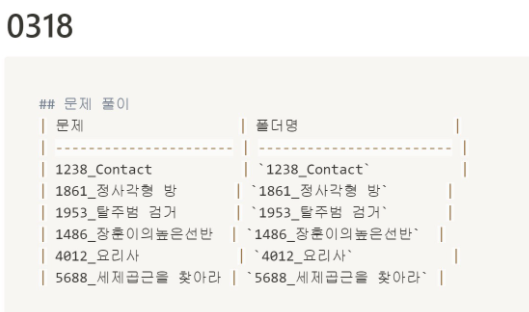 0318
## 문제 풀이
| 문제 | 폴더명 |
| ---------------------- | ------------------------ |
| 1238_Contact | `1238_Contact` |
| 1861_정사각형 방 | `1861_정사각형 방` |
| 1953_탈주범 검거 | `1953_탈주범 검거` |
| 1486_장훈이의높은선반 | `1486_장훈이의높은선반` |
| 4012_요리사 | `4012_요리사` |
| 5688_세제곱근을 찾아라 | `5688_세제곱근을 찾아라` |